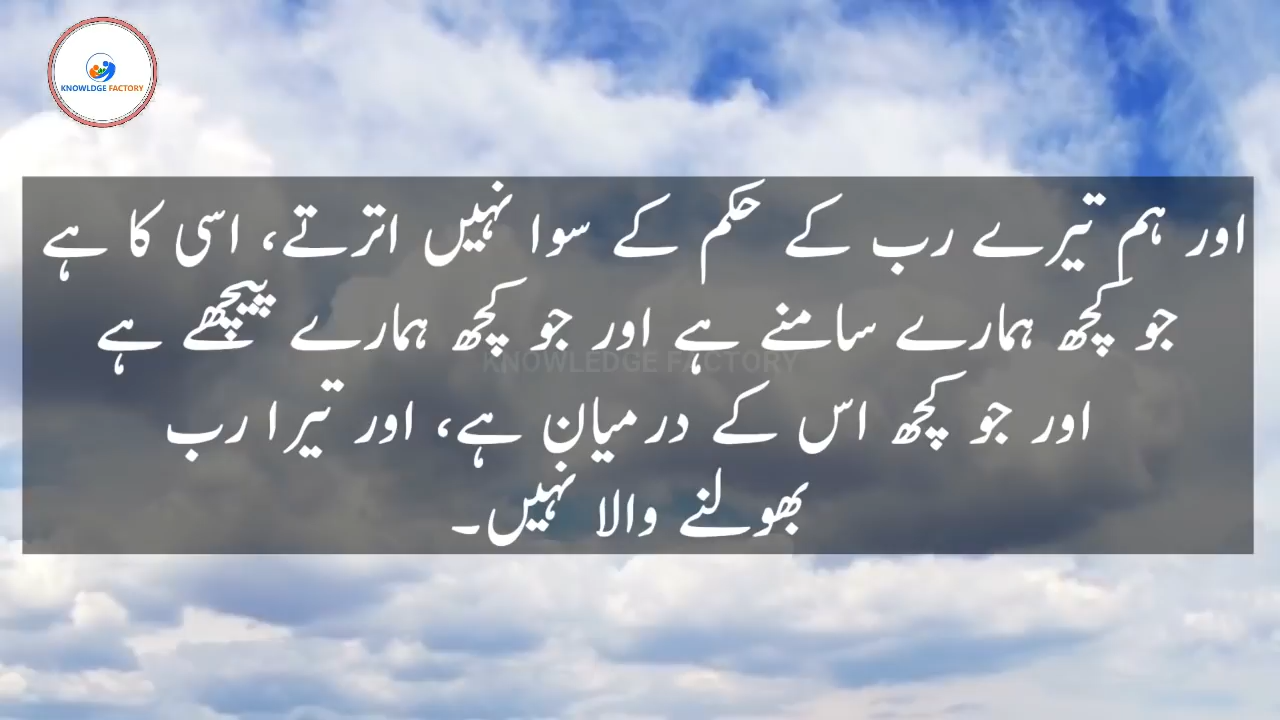 KNOWLDGE FACTORY
اور ہم تیرے رب کے حکم کے سوا نہیں اترتے، اسی کا ہے
جو کچھ ہمارے سامنے ہے اور جو کچھ ہمارے پیچھے ہے
KNOWLEDGE FACTORY
اور جو کچھ اس کے درمیان ہے، اور تیرا رب
بھولنے والا نہیں۔